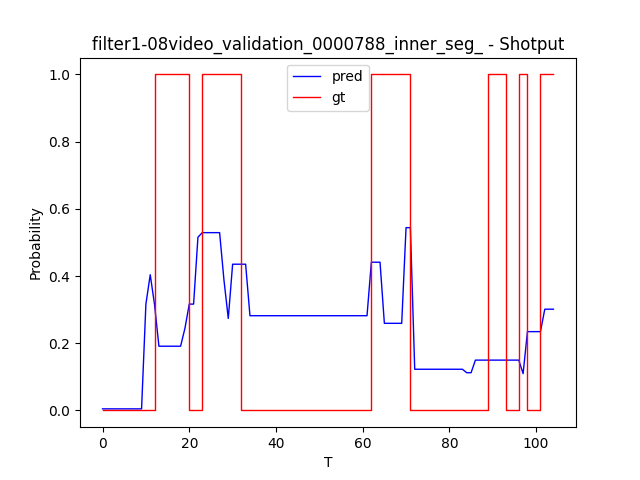 filter1-08video_validation_0000788_inner_seg_ - Shotput
pred
gt
1.0
0.8
0.6
0.4
0.2
0.0
Probability
0 20 40 60 80 100
T